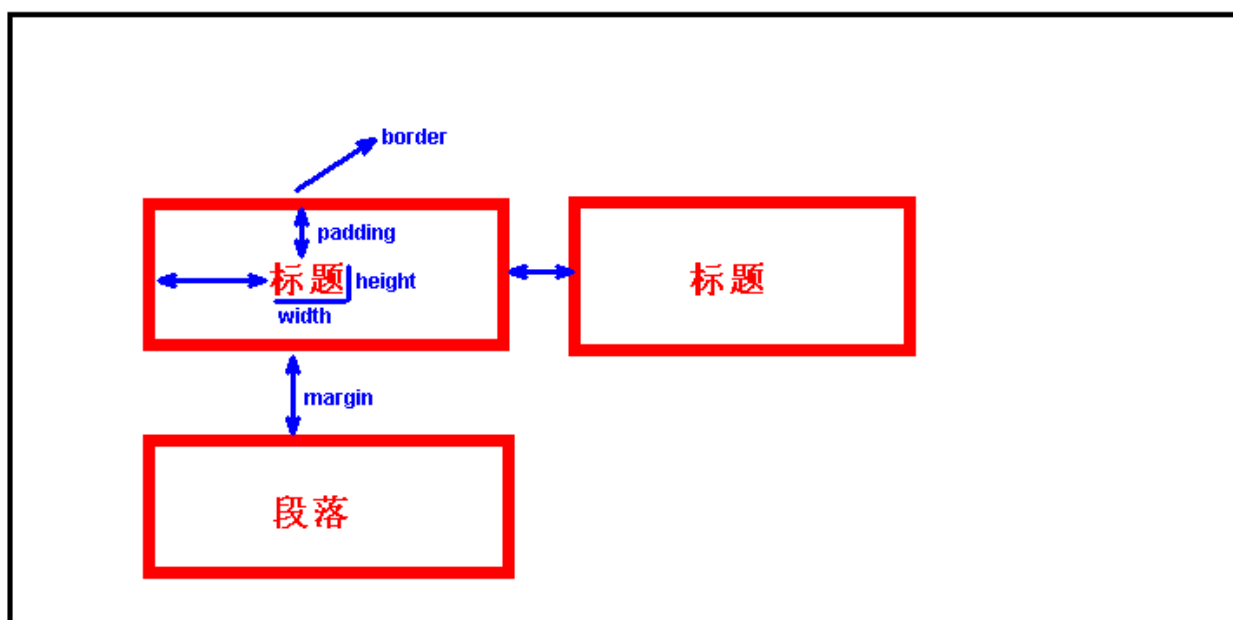 border
padding
标题
height
width
标题
margin
段落